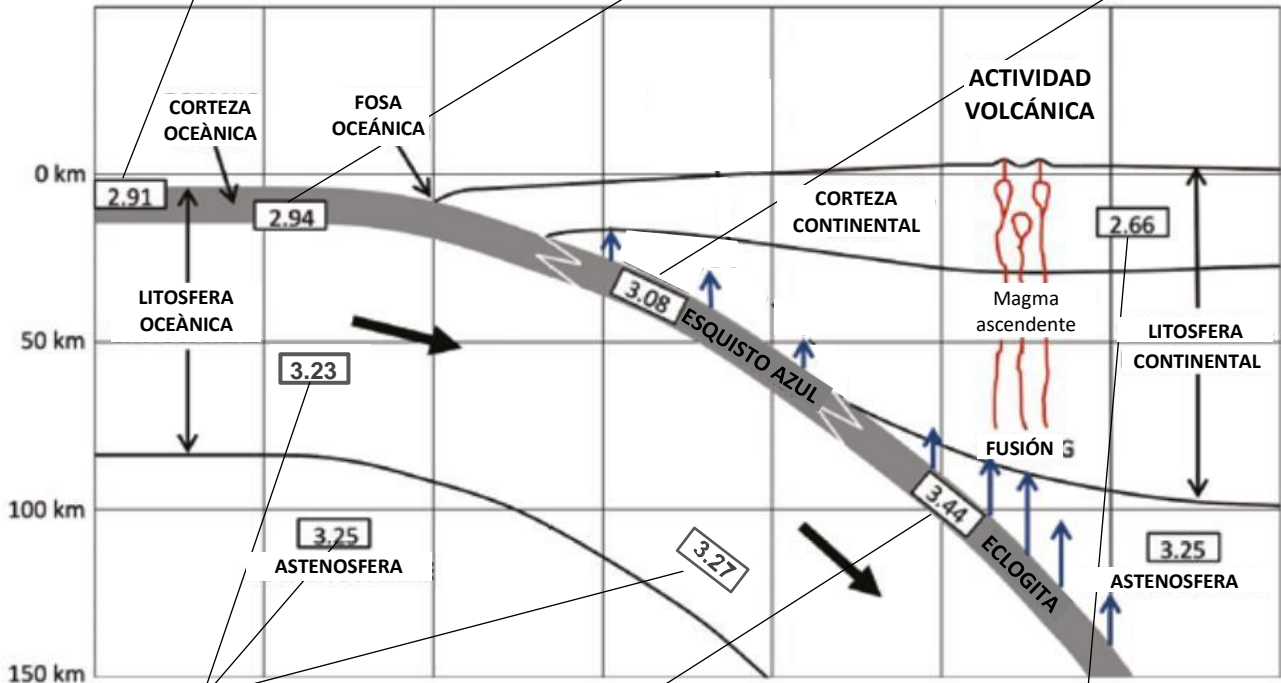 ACTIVIDAD
VOLCÁNICA
CORTEZA
OCEÀNICA
FOSA
OCEÁNICA
0 km
2.91
2.94
CORTEZA
CONTINENTAL
2.66
LITOSFERA
OCEÀNICA
3.08
ESQUISTO AZUL
Magma
ascendente
LITOSFERA
CONTINENTAL
50 km
3.23
FUSIÓN G
3.44
ECLOGITA
100 km
3.25
ASTENOSFERA
3.27
3.25
ASTENOSFERA
150 km